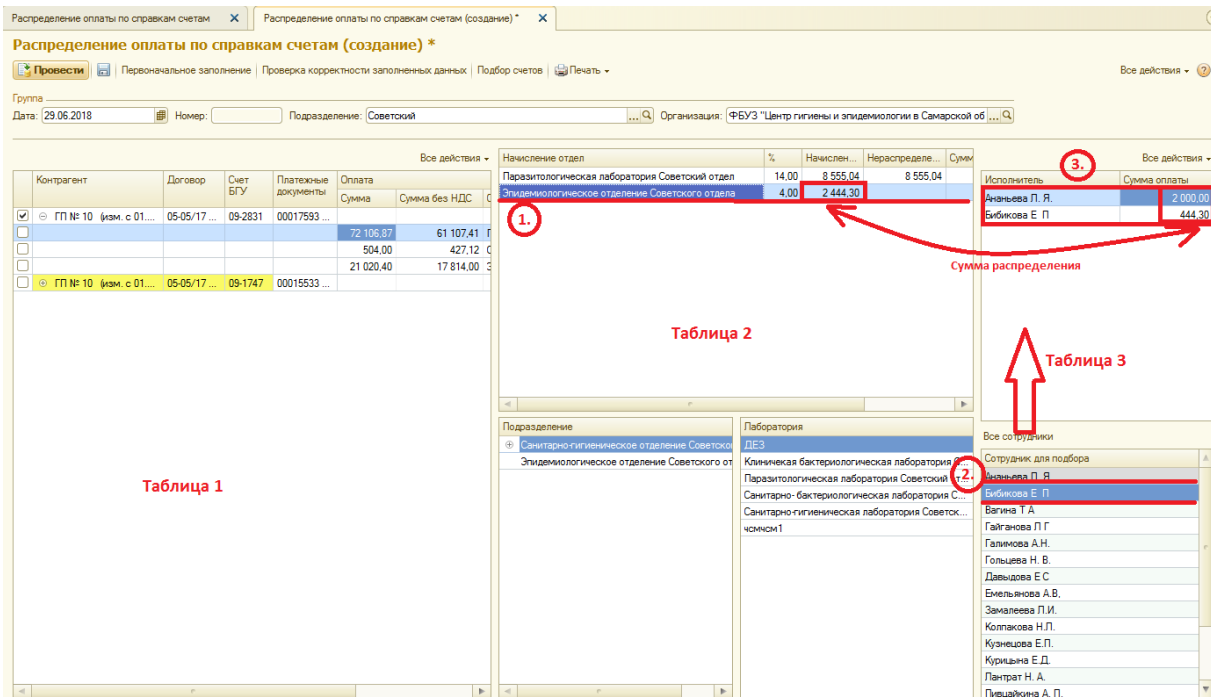 Распределение оплаты по справкам счетам
Распределение оплаты по справкам счетам (создание) *
Распределение оплаты по справкам счетам (создание) *
Провести Первоначальное заполнение Проверка корректности заполненных данных Подбор счетов Печать
Все действия
Группа
Дата: 29.06.2018 Номер: Подразделение: Советский ... Организация: ФБУЗ "Центр гигиены и эпидемиологии в Самарской об ...
Все действия
Контрагент Договор Счет БГУ Платежные документы Оплата
Сумма Сумма без НДС С
ГП № 10 (изм. с 01.... 05-05/17 ... 09-2831 00017593 ...
72 106,87 61 107,41 П
504,00 427,12 С
21 020,40 17 814,00 Э
ГП № 10 (изм. с 01.... 05-05/17 ... 09-1747 00015533 ...
Таблица 1
Начисление отдел % Начислен... Нераспределе... Сумм
Паразитологическая лаборатория Советский отдел 14,00 8 555,04 8 555,04
Эпидемиологическое отделение Советского отдела 4,00 2 444,30
1.
Сумма распределения
Таблица 2
3.
Все действия
Исполнитель Сумма оплаты
Ананьева Л. Я. 2 000,00
Бибикова Е П 444,30
Таблица 3
Подразделение
Санитарно-гигиеническое отделение Советско
Эпидемиологическое отделение Советского от
Лаборатория
ДЕЗ
Клиничекая бактериологическая лаборатория С...
Паразитологическая лаборатория Советский от...
Санитарно- бактериологическая лаборатория С...
Санитарно-гигиеническая лаборатория Советск...
чсмчсм1
2.
Все сотрудники
Сотрудник для подбора
Ананьева Л. Я.
Бибикова Е П
Вагина Т А
Гайганова Л Г
Галимова А.Н.
Гольцева Н. В.
Давыдова Е С
Емельянова А.В,
Замалеева Л.И.
Колпакова Н.Л.
Кузнецова Е.П.
Курицына Е.Д.
Лантрат Н. А.
Пивцайкина А. П.